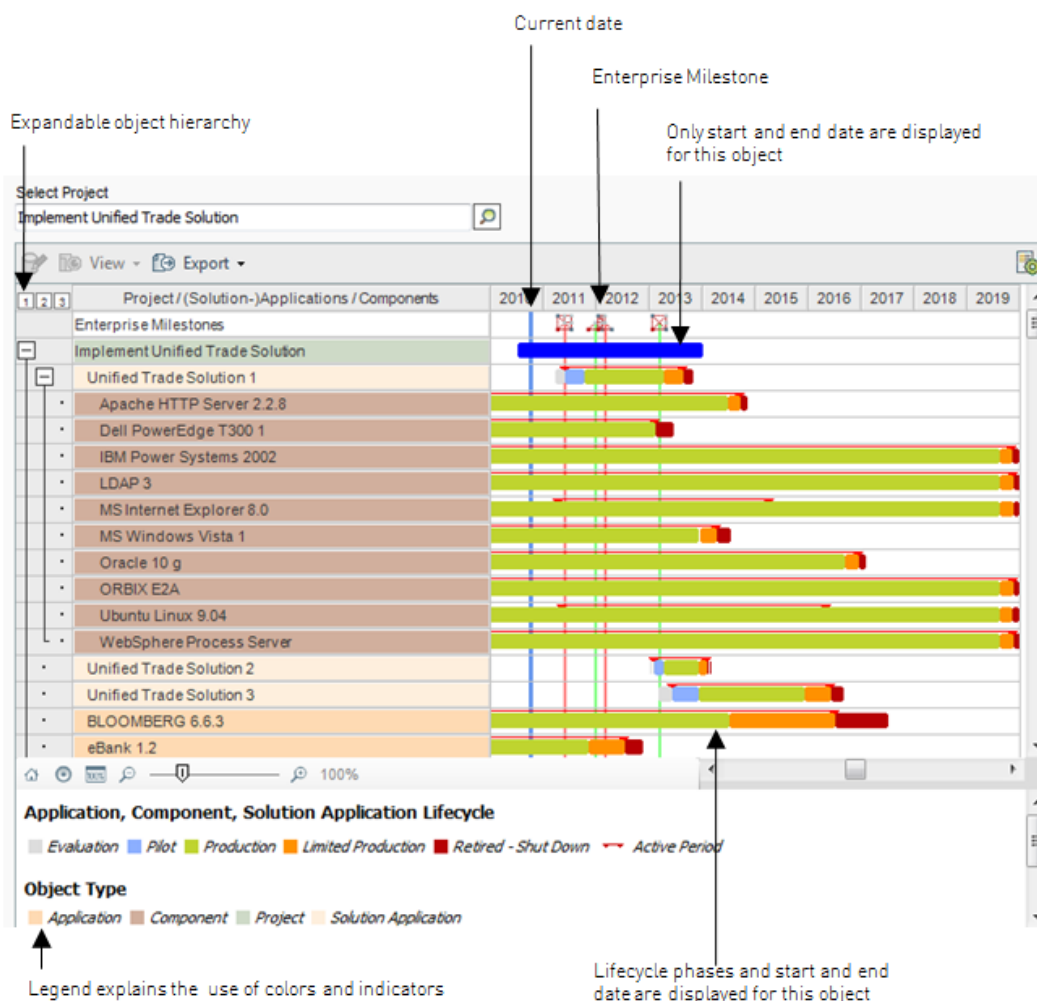 Current date
Enterprise Milestone
Expandable object hierarchy
Only start and end date are displayed
for this object
Select Project
Implement Unified Trade Solution
View Export
1 2 3 Project / (Solution-)Applications / Components 2010 2011 2012 2013 2014 2015 2016 2017 2018 2019
Enterprise Milestones
Implement Unified Trade Solution
Unified Trade Solution 1
Apache HTTP Server 2.2.8
Dell PowerEdge T300 1
IBM Power Systems 2002
LDAP 3
MS Internet Explorer 8.0
MS Windows Vista 1
Oracle 10 g
ORBIX E2A
Ubuntu Linux 9.04
WebSphere Process Server
Unified Trade Solution 2
Unified Trade Solution 3
BLOOMBERG 6.6.3
eBank 1.2
100%
Application, Component, Solution Application Lifecycle
Evaluation Pilot Production Limited Production Retired - Shut Down Active Period
Object Type
Application Component Project Solution Application
Legend explains the use of colors and indicators
Lifecycle phases and start and end
date are displayed for this object